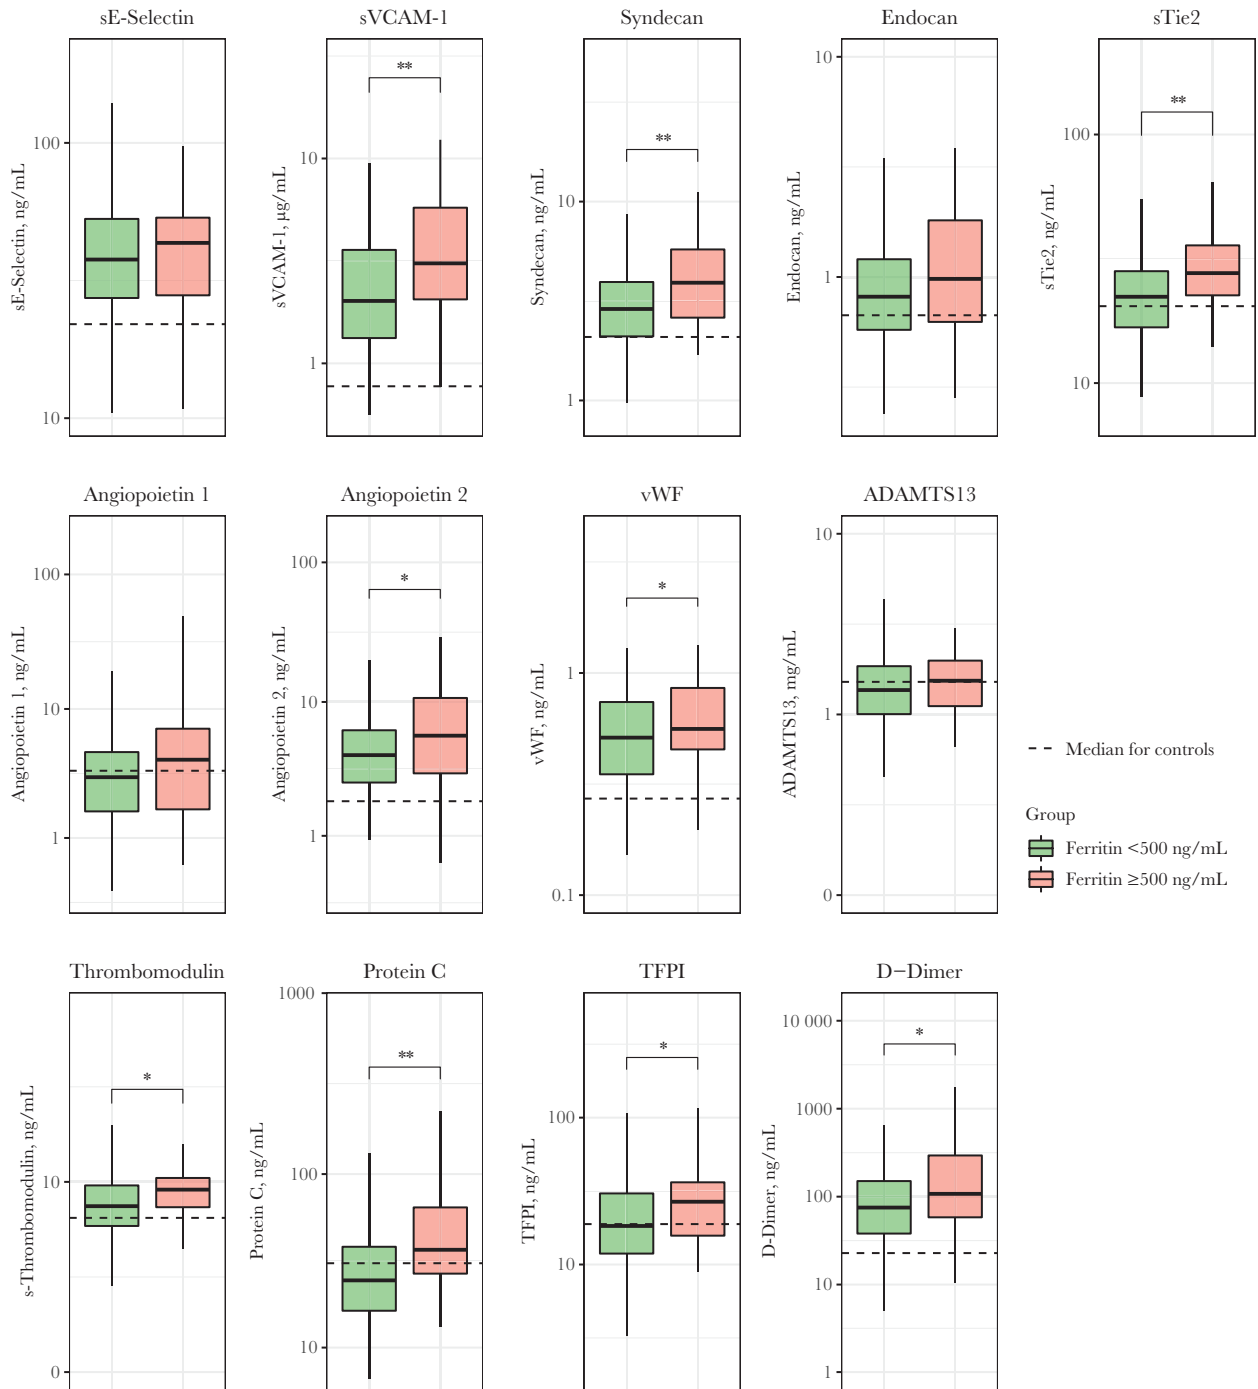 sE-Selectin
sE-Selectin, ng/mL
100
10
sVCAM-1
sVCAM-1, µg/mL
10
1
**
Syndecan
Syndecan, ng/mL
10
1
**
Endocan
Endocan, ng/mL
10
1
sTie2
sTie2, ng/mL
100
10
**
Angiopoietin 1
Angiopoietin 1, ng/mL
100
10
1
Angiopoietin 2
Angiopoietin 2, ng/mL
100
10
1
*
vWF
vWF, ng/mL
1
0.1
*
ADAMTS13
ADAMTS13, mg/mL
10
1
0
Median for controls
Group
Ferritin <500 ng/mL
Ferritin ≥500 ng/mL
Thrombomodulin
s-Thrombomodulin, ng/mL
10
0
*
Protein C
Protein C, ng/mL
1000
100
10
**
TFPI
TFPI, ng/mL
100
10
*
D−Dimer
D-Dimer, ng/mL
10 000
1000
100
10
1
*